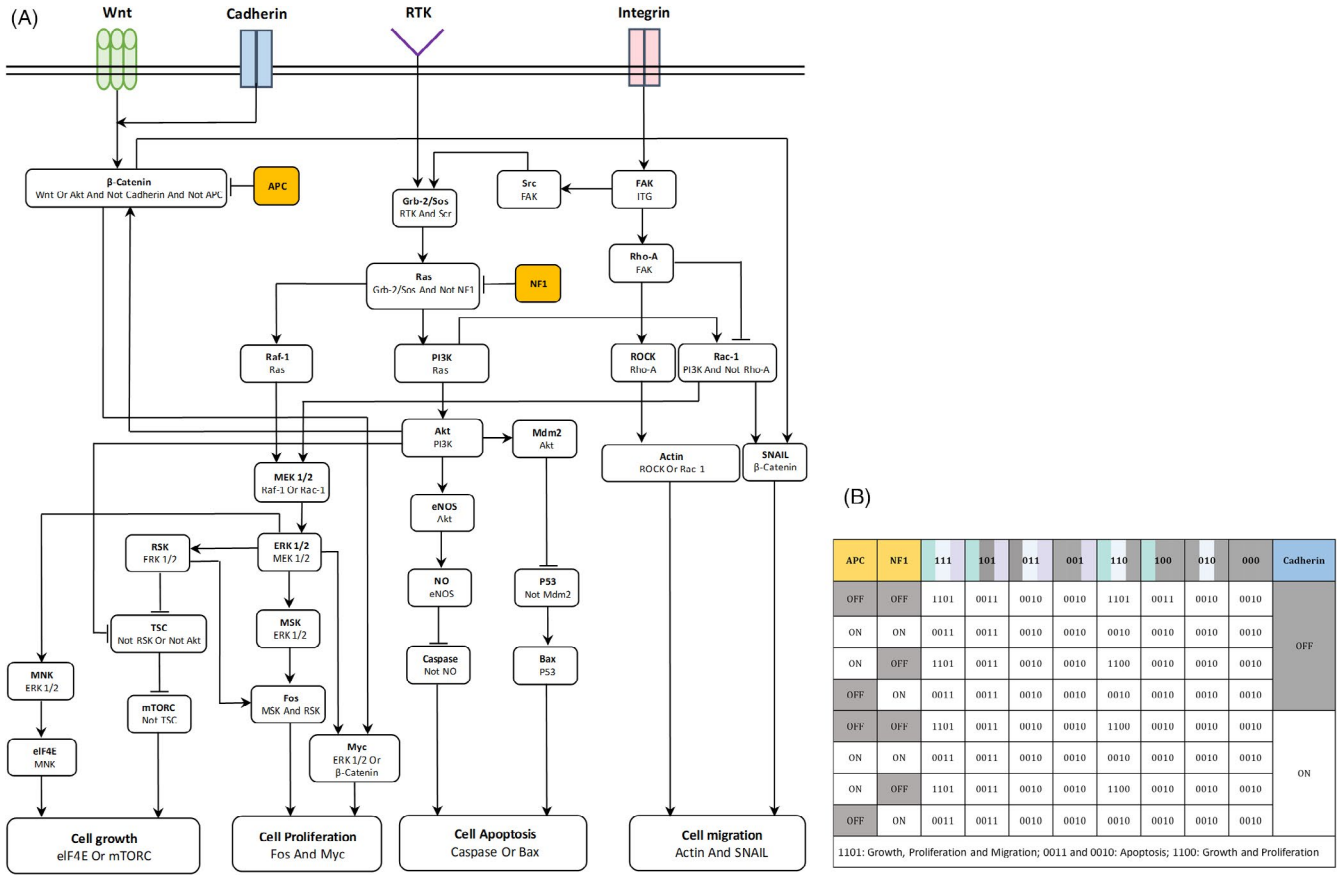 (A)
Wnt
Cadherin
RTK
Integrin
β-Catenin
Wnt Or Akt And Not Cadherin And Not APC
APC
Grb-2/Sos
RTK And Scr
Src
FAK
FAK
ITG
Rho-A
FAK
Ras
Grb-2/Sos And Not NF1
NF1
Raf-1
Ras
PI3K
Ras
ROCK
Rho-A
Rac-1
PI3K And Not Rho-A
Akt
PI3K
Mdm2
Akt
Actin
ROCK Or Rac 1
SNAIL
β-Catenin
MEK 1/2
Raf-1 Or Rac-1
eNOS
Akt
RSK
ERK 1/2
ERK 1/2
MEK 1/2
NO
eNOS
P53
Not Mdm2
TSC
Not RSK Or Not Akt
MSK
ERK 1/2
Caspase
Not NO
Bax
P53
MNK
ERK 1/2
mTORC
Not TSC
Fos
MSK And RSK
eIF4E
MNK
Myc
ERK 1/2 Or
β-Catenin
Cell growth
eIF4E Or mTORC
Cell Proliferation
Fos And Myc
Cell Apoptosis
Caspase Or Bax
Cell migration
Actin And SNAIL
(B)
APC NF1 111 101 011 001 110 100 010 000 Cadherin
OFF OFF 1101 0011 0010 0010 1101 0011 0010 0010
ON ON 0011 0011 0010 0010 0010 0010 0010 0010
OFF
ON OFF 1101 0011 0010 0010 1100 0010 0010 0010
OFF ON 0011 0011 0010 0010 0010 0010 0010 0010
OFF OFF 1101 0011 0010 0010 1100 0010 0010 0010
ON ON 0011 0011 0010 0010 0010 0010 0010 0010
ON
ON OFF 1101 0011 0010 0010 1100 0010 0010 0010
OFF ON 0011 0011 0010 0010 0010 0010 0010 0010
1101: Growth, Proliferation and Migration; 0011 and 0010: Apoptosis; 1100: Growth and Proliferation